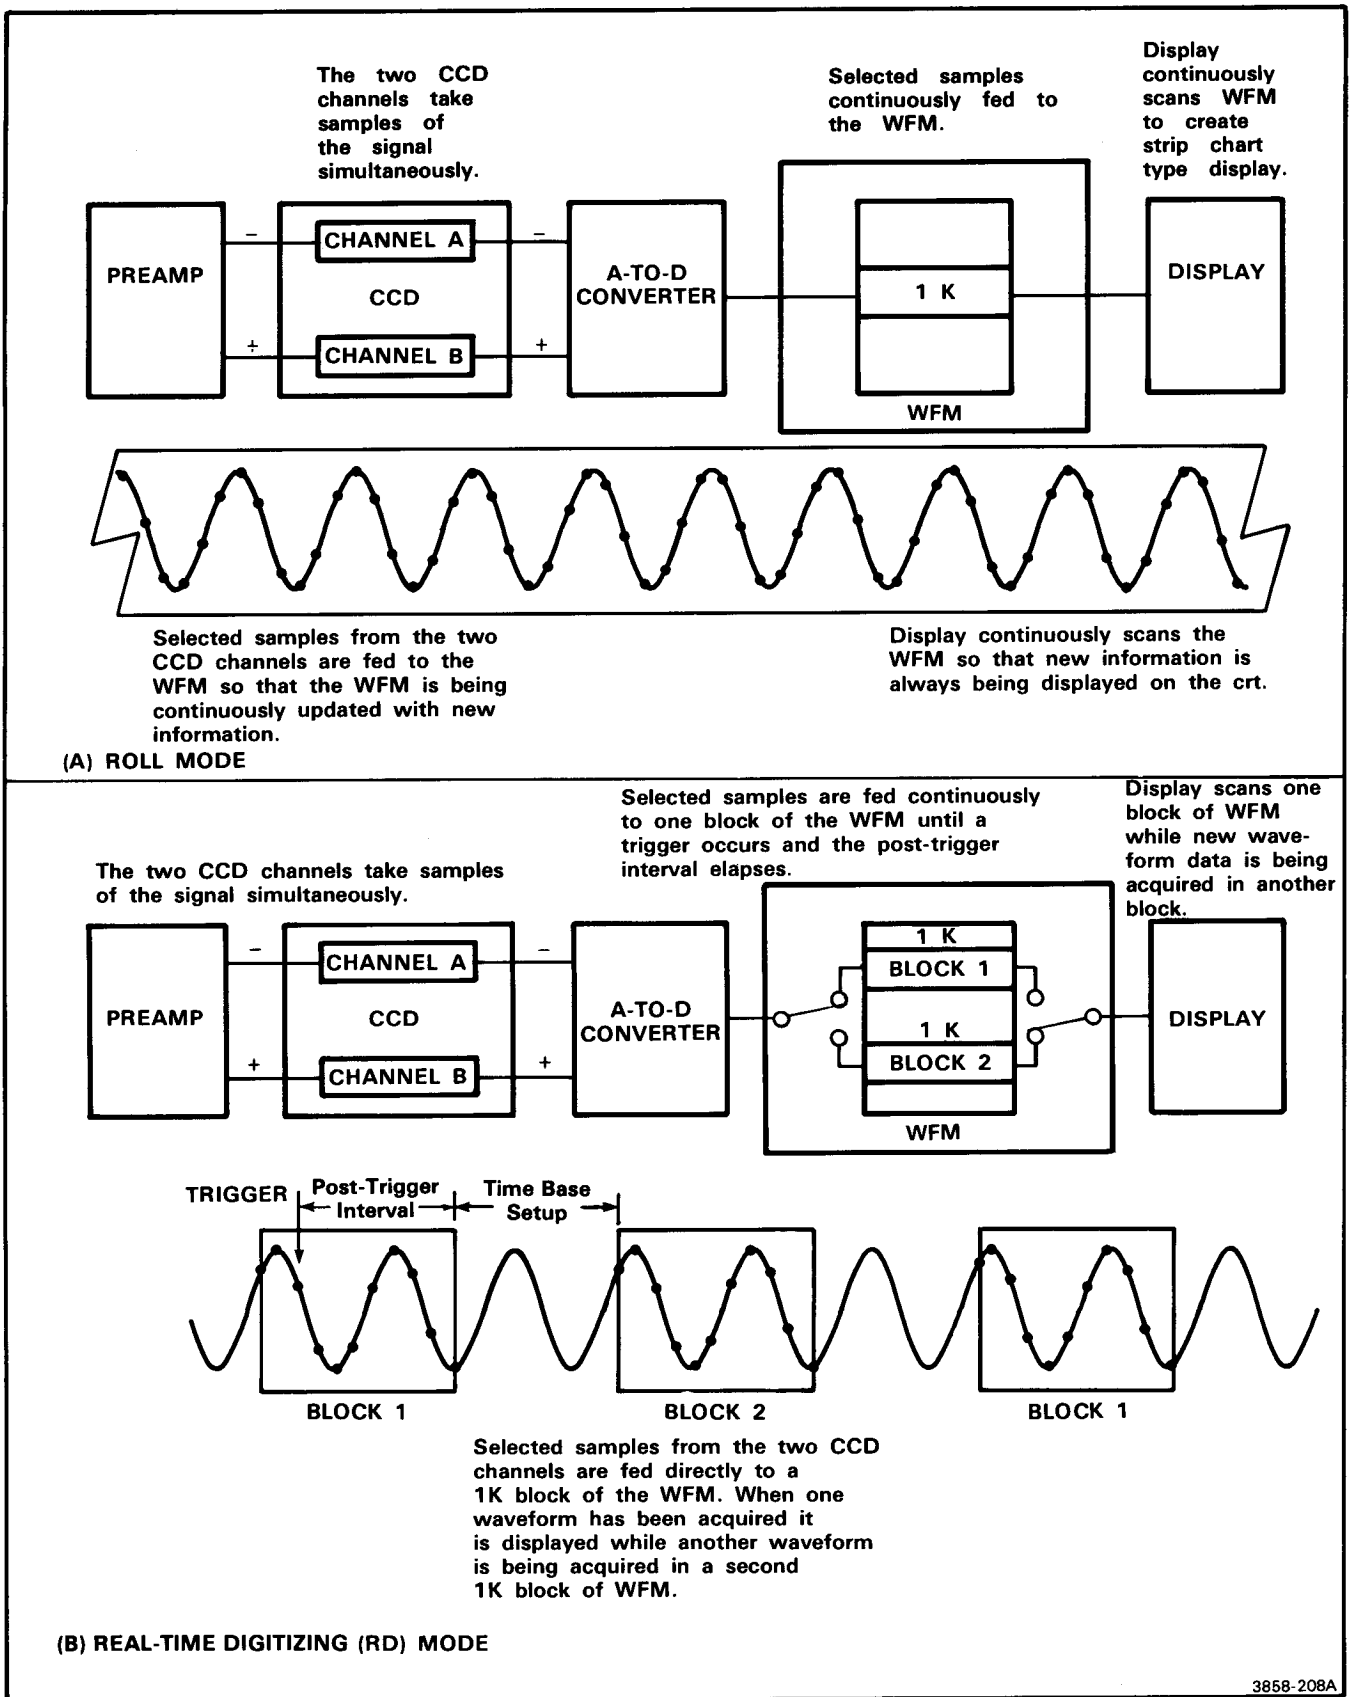 The two CCD
channels take
samples of
the signal
simultaneously.
Selected samples
continuously fed to
the WFM.
Display
continuously
scans WFM
to create
strip chart
type display.
PREAMP
–
+
CHANNEL A
CCD
CHANNEL B
–
+
A-TO-D
CONVERTER
1 K
WFM
DISPLAY
Selected samples from the two
CCD channels are fed to the
WFM so that the WFM is being
continuously updated with new
information.
Display continuously scans the
WFM so that new information is
always being displayed on the crt.
(A) ROLL MODE
The two CCD channels take samples
of the signal simultaneously.
Selected samples are fed continuously
to one block of the WFM until a
trigger occurs and the post-trigger
interval elapses.
Display scans one
block of WFM
while new wave-
form data is being
acquired in another
block.
PREAMP
–
+
CHANNEL A
CCD
CHANNEL B
–
+
A-TO-D
CONVERTER
1 K
BLOCK 1
1 K
BLOCK 2
WFM
DISPLAY
TRIGGER
Post-Trigger
Interval
Time Base
Setup
BLOCK 1
BLOCK 2
BLOCK 1
Selected samples from the two CCD
channels are fed directly to a
1K block of the WFM. When one
waveform has been acquired it
is displayed while another waveform
is being acquired in a second
1K block of WFM.
(B) REAL-TIME DIGITIZING (RD) MODE
3858-208A